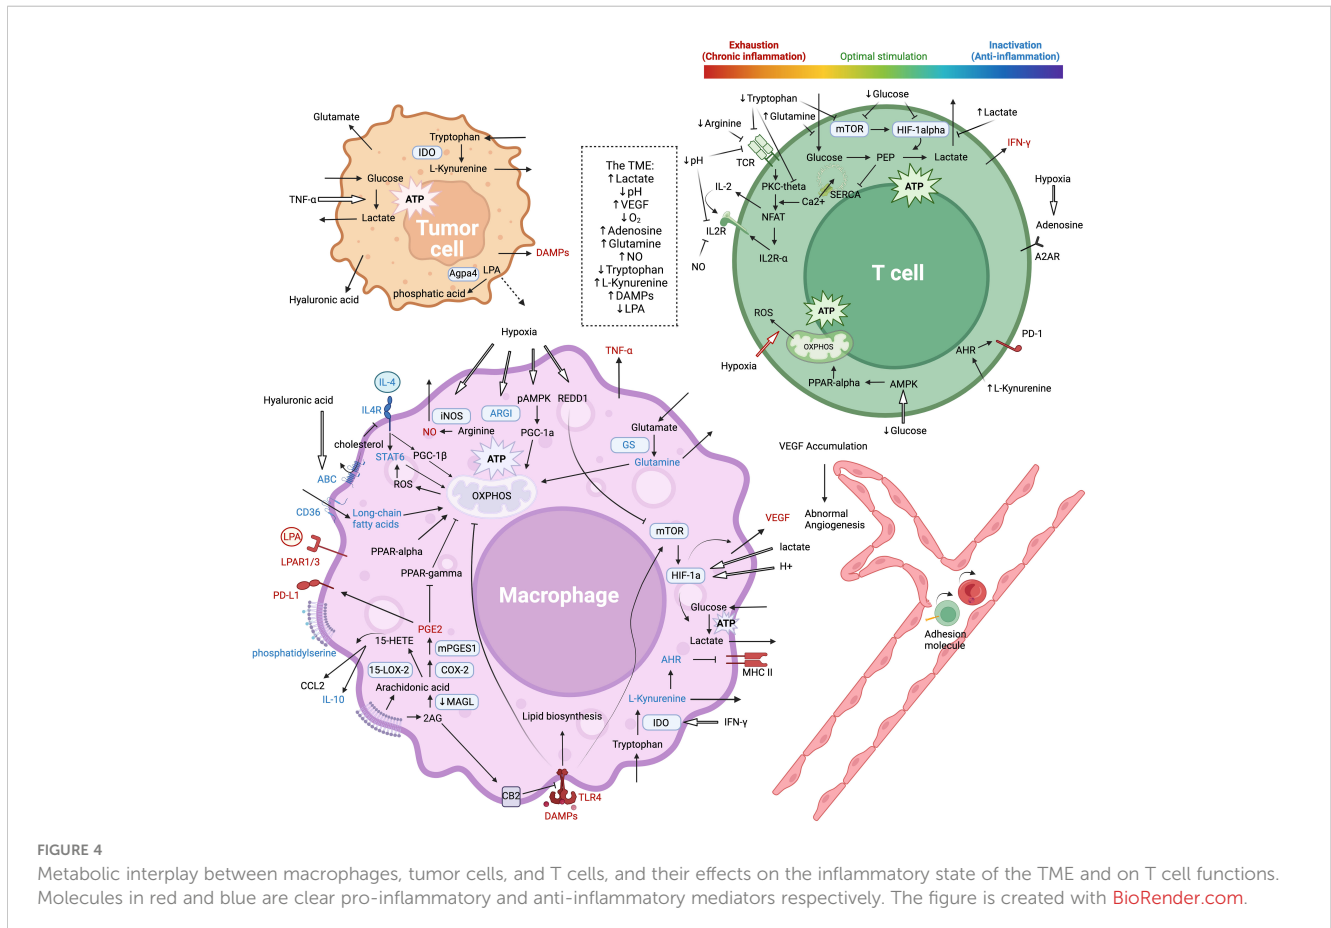 Exhaustion
(Chronic inflammation)
Optimal stimulation
Inactivation
(Anti-inflammation)
Glutamate
Tryptophan
IDO
L-Kynurenine
Glucose
TNF-α
ATP
Lactate
Tumor
cell
DAMPs
Agpa4
LPA
phosphatic acid
Hyaluronic acid
The TME:
↑Lactate
↓pH
↑VEGF
↓O₂
↑Adenosine
↑Glutamine
↑NO
↓Tryptophan
↑L-Kynurenine
↑DAMPs
↓LPA
↓Tryptophan
↓Glucose
↑Glutamine
↓Arginine
mTOR
HIF-1alpha
↑Lactate
IFN-γ
↓pH
TCR
Glucose
PEP
Lactate
IL-2
PKC-theta
SERCA
ATP
Ca2+
NFAT
IL2R
IL2R-α
NO
T cell
Hypoxia
Adenosine
A2AR
ROS
ATP
OXPHOS
Hypoxia
PD-1
AHR
PPAR-alpha
AMPK
↑L-Kynurenine
↓Glucose
Hypoxia
TNF-α
IL-4
Hyaluronic acid
IL4R
iNOS
ARGI
pAMPK
REDD1
NO
Arginine
PGC-1a
Glutamate
GS
Glutamine
cholesterol
STAT6
PGC-1β
ATP
ABC
ROS
OXPHOS
CD36
Long-chain
fatty acids
LPA
LPAR1/3
PPAR-alpha
PPAR-gamma
mTOR
VEGF
lactate
H+
HIF-1a
PD-L1
Macrophage
Glucose
ATP
Lactate
PGE2
15-HETE
mPGES1
phosphatidylserine
AHR
MHC II
15-LOX-2
COX-2
CCL2
IL-10
Arachidonic acid
↓MAGL
2AG
L-Kynurenine
Lipid biosynthesis
IDO
IFN-γ
Tryptophan
CB2
TLR4
DAMPs
VEGF Accumulation
Abnormal
Angiogenesis
Adhesion
molecule
FIGURE 4
Metabolic interplay between macrophages, tumor cells, and T cells, and their effects on the inflammatory state of the TME and on T cell functions.
Molecules in red and blue are clear pro-inflammatory and anti-inflammatory mediators respectively. The figure is created with BioRender.com.